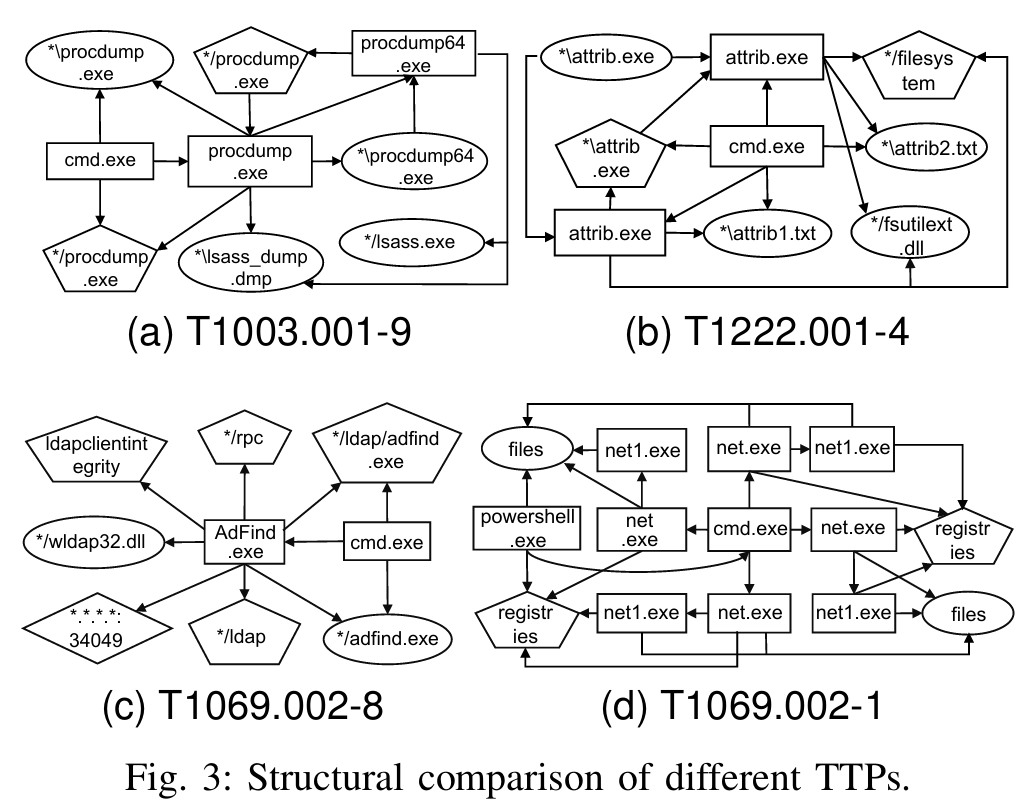 *\procdump
.exe
*/procdump
.exe
procdump64
.exe
cmd.exe
procdump
.exe
*\procdump64
.exe
*/procdump
.exe
*\lsass_dump
.dmp
*/lsass.exe
(a) T1003.001-9
*\attrib.exe
attrib.exe
*/filesys
tem
*\attrib
.exe
cmd.exe
*\attrib2.txt
attrib.exe
*\attrib1.txt
*/fsutilext
.dll
(b) T1222.001-4
ldapclientint
egrity
*/rpc
*/ldap/adfind
.exe
*/wldap32.dll
AdFind
.exe
cmd.exe
*.*.*.*:
34049
*/ldap
*/adfind.exe
(c) T1069.002-8
files
net1.exe
net.exe
net1.exe
powershell
.exe
net
.exe
cmd.exe
net.exe
registr
ies
registr
ies
net1.exe
net.exe
net1.exe
files
(d) T1069.002-1
Fig. 3: Structural comparison of different TTPs.